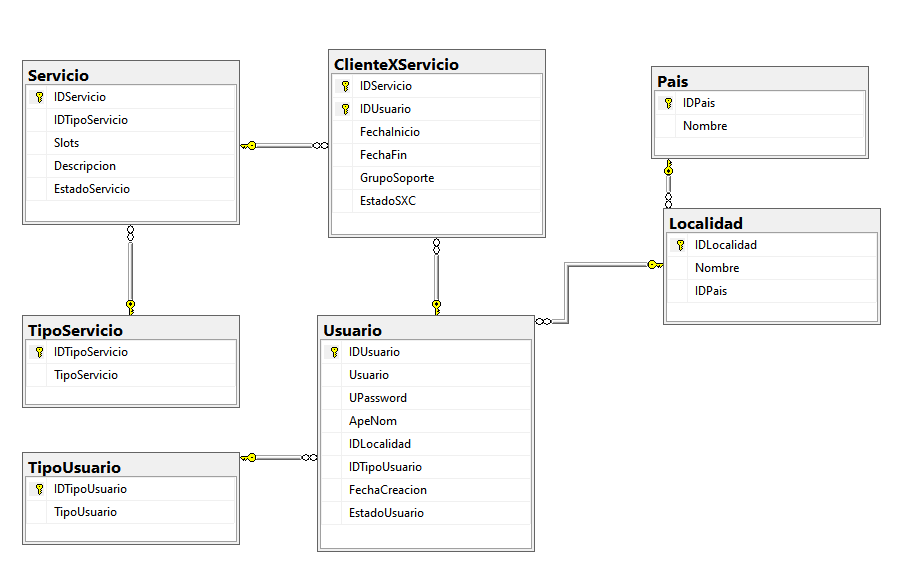 Servicio
IDServicio
IDTipoServicio
Slots
Descripcion
EstadoServicio
ClienteXServicio
IDServicio
IDUsuario
FechaInicio
FechaFin
GrupoSoporte
EstadoSXC
Pais
IDPais
Nombre
Localidad
IDLocalidad
Nombre
IDPais
TipoServicio
IDTipoServicio
TipoServicio
Usuario
IDUsuario
Usuario
UPassword
ApeNom
IDLocalidad
IDTipoUsuario
FechaCreacion
EstadoUsuario
TipoUsuario
IDTipoUsuario
TipoUsuario